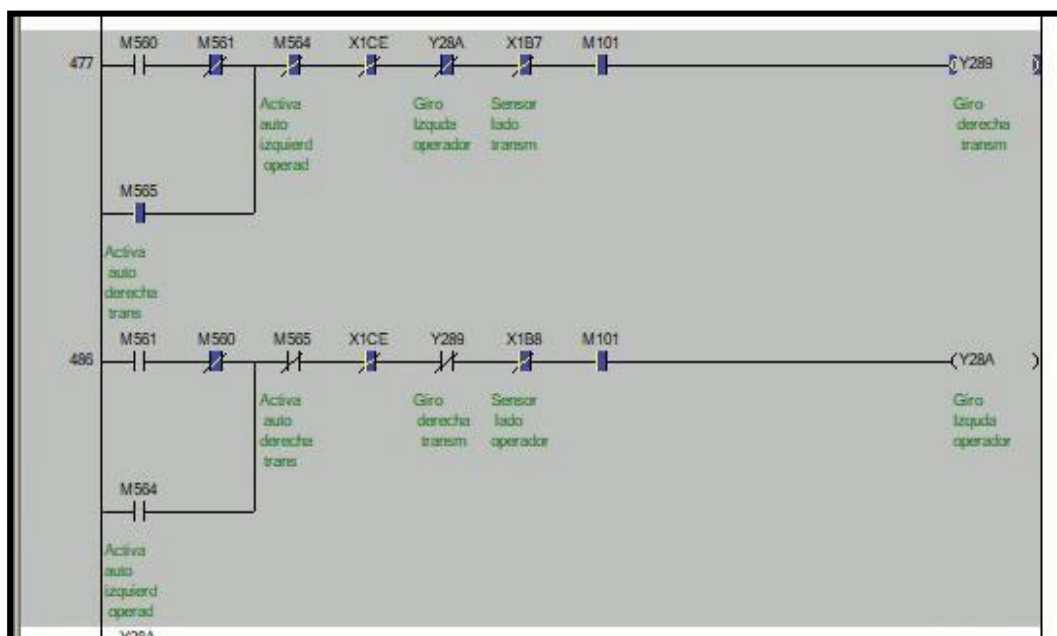 M560 M561 M564 X1CE Y28A X1B7 M101
477 Y289
Activa auto izquierd operad
Giro Izquda operador
Sensor lado transm
Giro derecha transm
M565
Activa auto derecha trans
M561 M560 M565 X1CE Y289 X1B8 M101
486 Y28A
Activa auto derecha trans
Giro derecha transm
Sensor lado operador
Giro Izquda operador
M564
Activa auto izquierd operad
Y28A